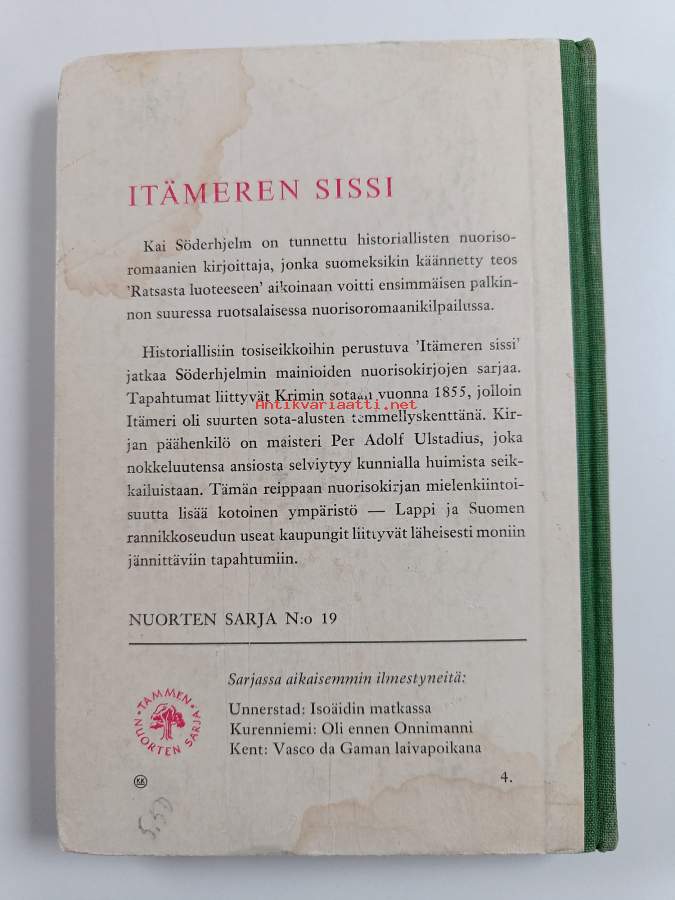 ITÄMEREN SISSI
Kai Söderhjelm on tunnettu historiallisten nuoriso-
romaanien kirjoittaja, jonka suomeksikin käännetty teos
'Ratsasta luoteeseen' aikoinaan voitti ensimmäisen palkin-
non suuressa ruotsalaisessa nuorisoromaanikilpailussa.
Historiallisiin tosiseikkoihin perustuva 'Itämeren sissi'
jatkaa Söderhjelmin mainioiden nuorisokirjojen sarjaa.
Tapahtumat liittyvät Krimin sotaan vuonna 1855, jolloin
Antikvariaatti.net
Itämeri oli suurten sota-alusten temmellyskenttänä. Kir-
jan päähenkilö on maisteri Per Adolf Ulstadius, joka
nokkeluutensa ansiosta selviytyy kunnialla huimista seik-
kailuistaan. Tämän reippaan nuorisokirjan mielenkiintoi-
suutta lisää kotoinen ympäristö — Lappi ja Suomen
rannikkoseudun useat kaupungit liittyvät läheisesti moniin
jännittäviin tapahtumiin.
NUORTEN SARJA N:o 19
Sarjassa aikaisemmin ilmestyneitä:
Unnerstad: Isoäidin matkassa
Kurenniemi: Oli ennen Onnimanni
Kent: Vasco da Gaman laivapoikana
TAMMEN
NUORTEN SARJA
KK
4.
5,50